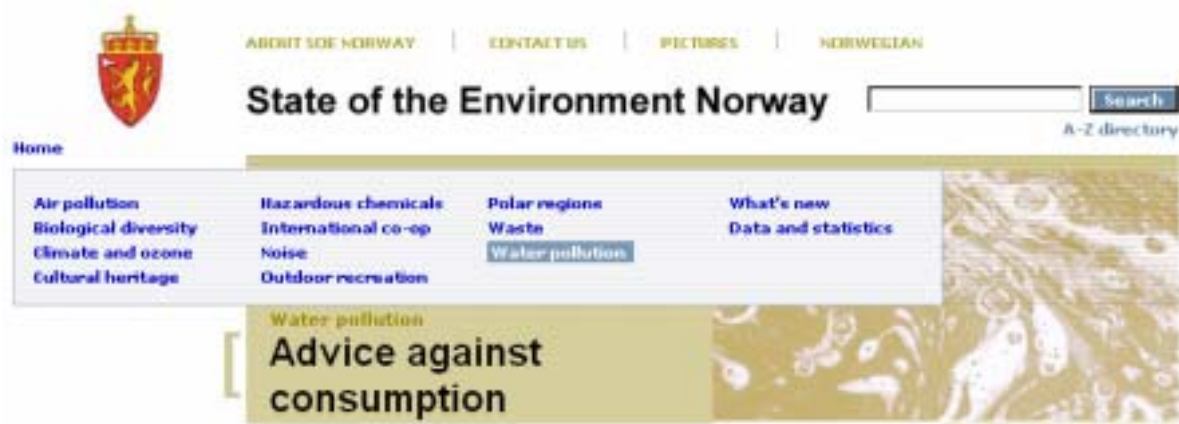 ABOUT SOE NORWAY | CONTACT US | PICTURES | NORWEGIAN
State of the Environment Norway
Search
A-Z directory
Home
Air pollution Hazardous chemicals Polar regions What's new
Biological diversity International co-op Waste Data and statistics
Climate and ozone Noise Water pollution
Cultural heritage Outdoor recreation
Water pollution
Advice against
consumption